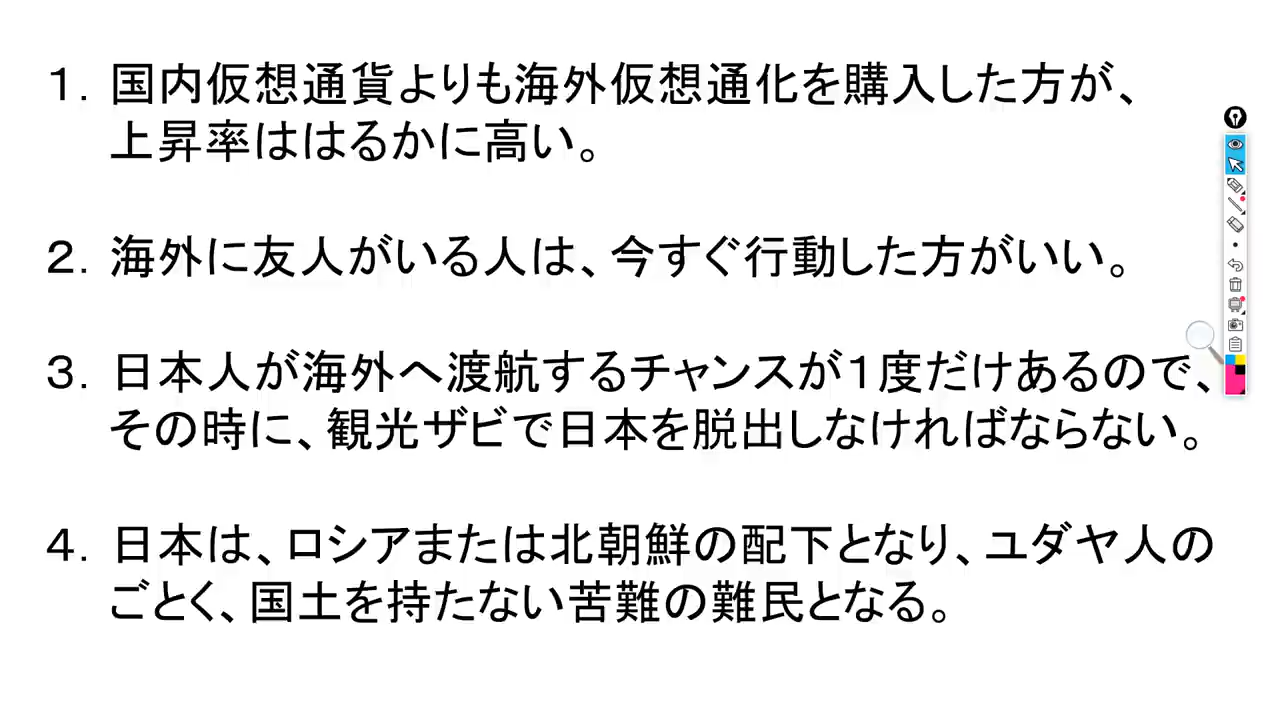 １．国内仮想通貨よりも海外仮想通化を購入した方が、
上昇率ははるかに高い。
２．海外に友人がいる人は、今すぐ行動した方がいい。
３．日本人が海外へ渡航するチャンスが１度だけあるので、
その時に、観光ザビで日本を脱出しなければならない。
４．日本は、ロシアまたは北朝鮮の配下となり、ユダヤ人の
ごとく、国土を持たない苦難の難民となる。